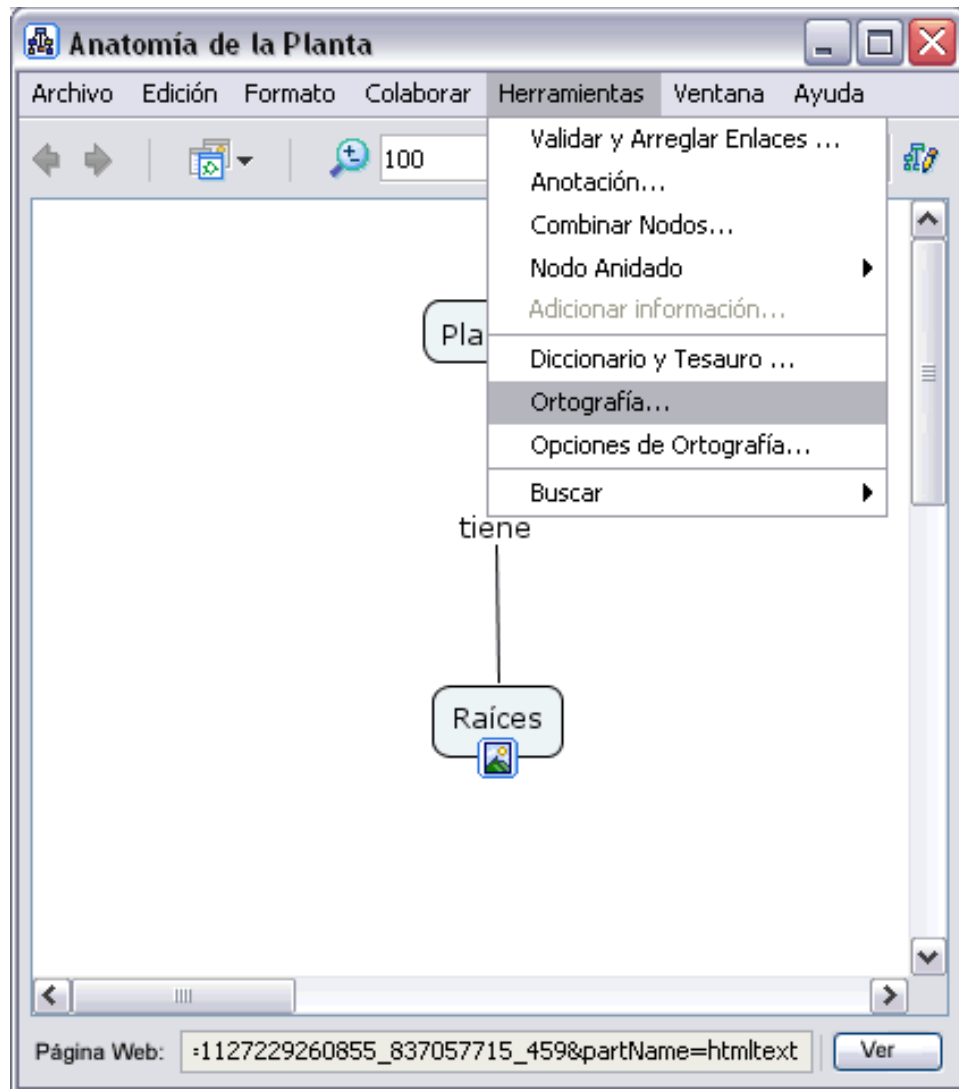 Anatomía de la Planta
Archivo Edición Formato Colaborar Herramientas Ventana Ayuda
100
Validar y Arreglar Enlaces ...
Anotación...
Combinar Nodos...
Nodo Anidado
Adicionar información...
Diccionario y Tesauro ...
Ortografía...
Opciones de Ortografía...
Buscar
Pla
tiene
Raíces
Página Web: :1127229260855_837057715_459&partName=htmltext Ver